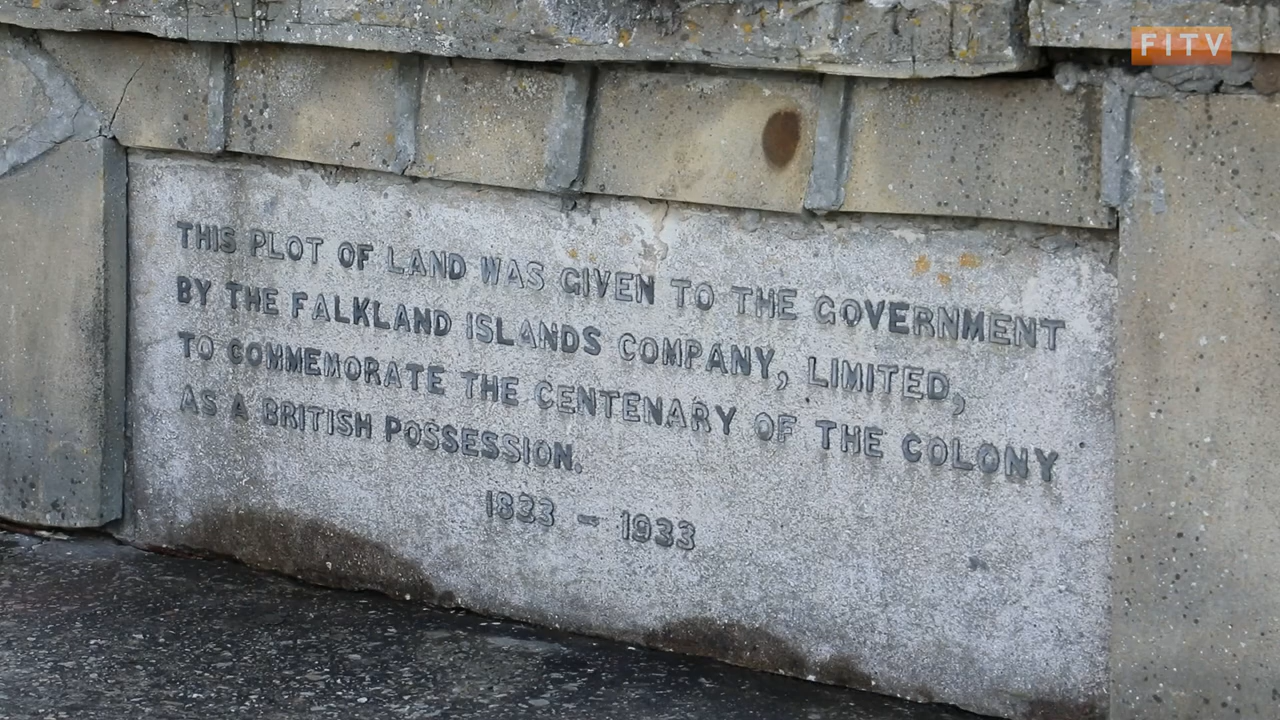 FITV
THIS PLOT OF LAND WAS GIVEN TO THE GOVERNMENT
BY THE FALKLAND ISLANDS COMPANY, LIMITED,
TO COMMEMORATE THE CENTENARY OF THE COLONY
AS A BRITISH POSSESSION.
1833 - 1933